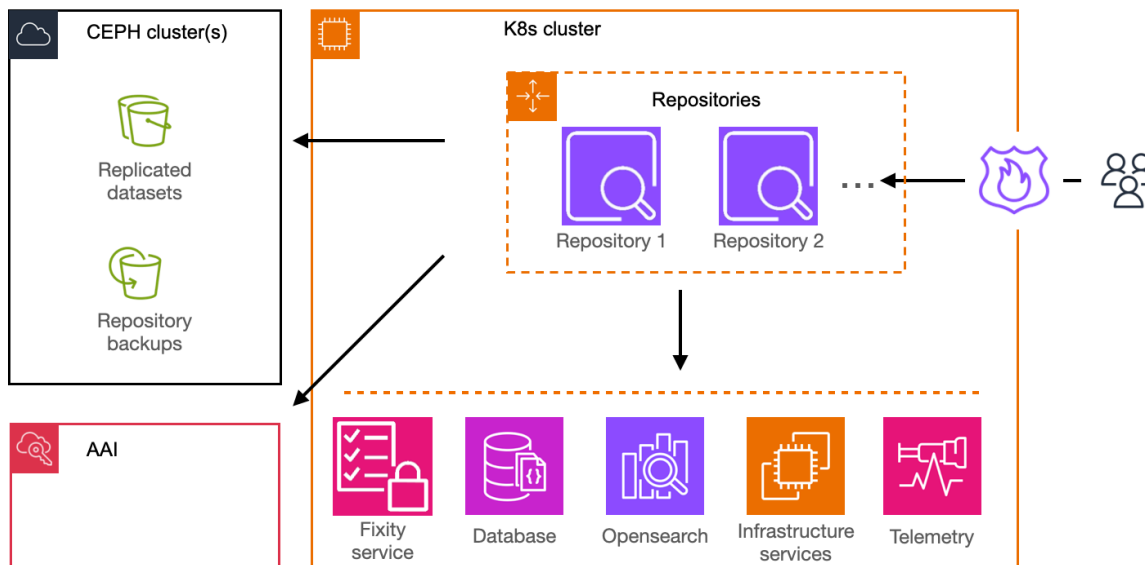 CEPH cluster(s)
Replicated
datasets
Repository
backups
AAI
K8s cluster
Repositories
Repository 1
Repository 2
...
Fixity
service
Database
Opensearch
Infrastructure
services
Telemetry